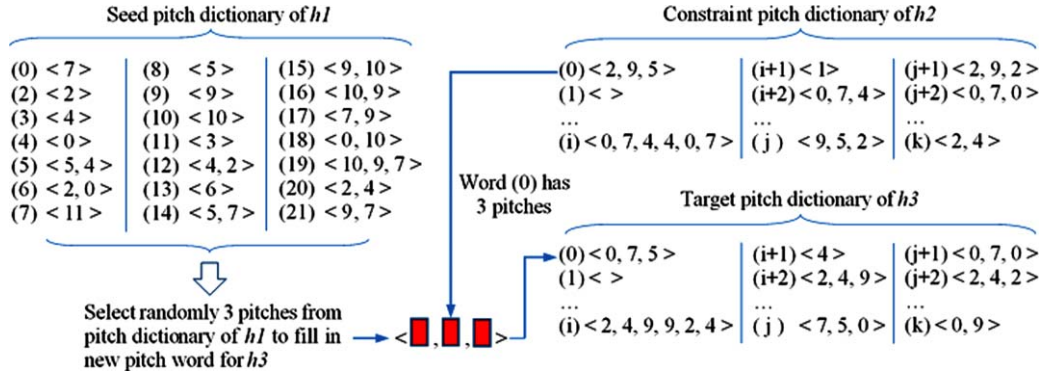 Seed pitch dictionary of h1
(0) < 7 >
(2) < 2 >
(3) < 4 >
(4) < 0 >
(5) < 5, 4 >
(6) < 2, 0 >
(7) < 11 >
(8) < 5 >
(9) < 9 >
(10) < 10 >
(11) < 3 >
(12) < 4, 2 >
(13) < 6 >
(14) < 5, 7 >
(15) < 9, 10 >
(16) < 10, 9 >
(17) < 7, 9 >
(18) < 0, 10 >
(19) < 10, 9, 7 >
(20) < 2, 4 >
(21) < 9, 7 >
Select randomly 3 pitches from
pitch dictionary of h1 to fill in
new pitch word for h3
< , , >
Word (0) has
3 pitches
Constraint pitch dictionary of h2
(0) < 2, 9, 5 >
(1) < >
...
(i) < 0, 7, 4, 4, 0, 7 >
(i+1) < 1 >
(i+2) < 0, 7, 4 >
...
(j) < 9, 5, 2 >
(j+1) < 2, 9, 2 >
(j+2) < 0, 7, 0 >
...
(k) < 2, 4 >
Target pitch dictionary of h3
(0) < 0, 7, 5 >
(1) < >
...
(i) < 2, 4, 9, 9, 2, 4 >
(i+1) < 4 >
(i+2) < 2, 4, 9 >
...
(j) < 7, 5, 0 >
(j+1) < 0, 7, 0 >
(j+2) < 2, 4, 2 >
...
(k) < 0, 9 >